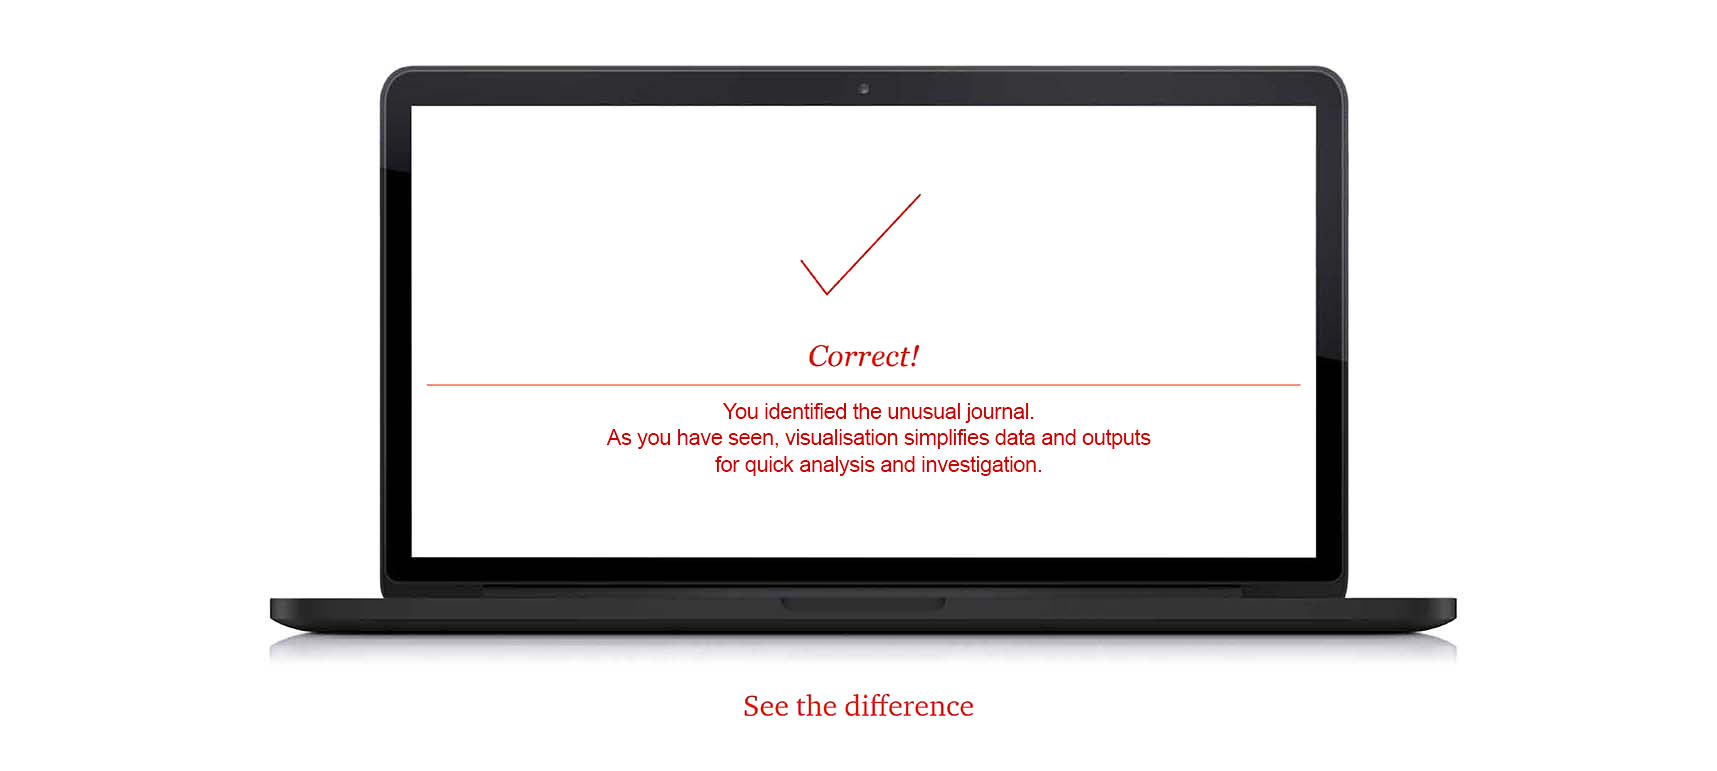 Correct!
You identified the unusual journal.
As you have seen, visualisation simplifies data and outputs
for quick analysis and investigation.
See the difference